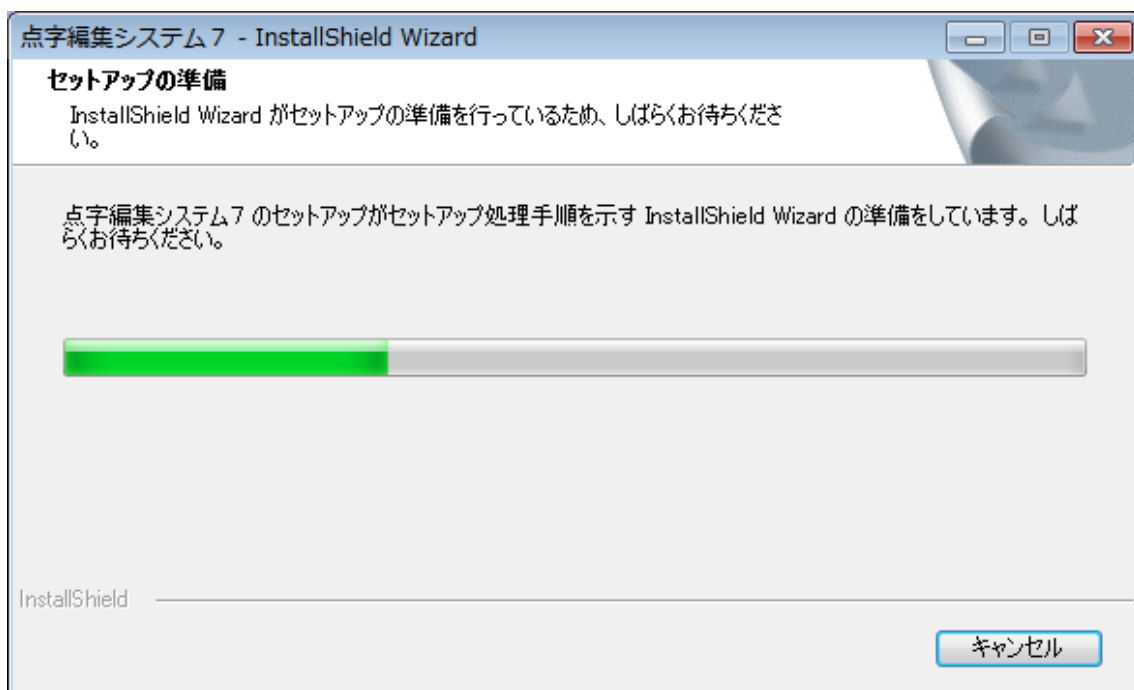 点字編集システム７ - InstallShield Wizard
セットアップの準備
InstallShield Wizard がセットアップの準備を行っているため、しばらくお待ちくださ
い。
点字編集システム７ のセットアップがセットアップ処理手順を示す InstallShield Wizard の準備をしています。しば
らくお待ちください。
InstallShield
キャンセル